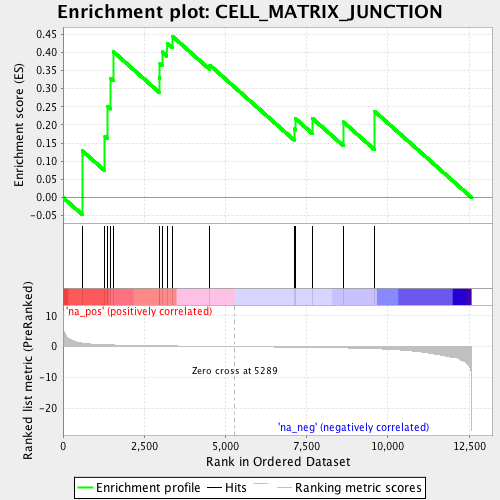 Enrichment plot: CELL_MATRIX_JUNCTION
Enrichment score (ES)
0.45
0.40
0.35
0.30
0.25
0.20
0.15
0.10
0.05
0.00
-0.05
Ranked list metric (PreRanked)
'na_pos' (positively correlated)
10
5
0
-5
-10
-20
Zero cross at 5289
'na_neg' (negatively correlated)
0
2,500
5,000
7,500
10,000
12,500
Rank in Ordered Dataset
Enrichment profile
Hits
Ranking metric scores